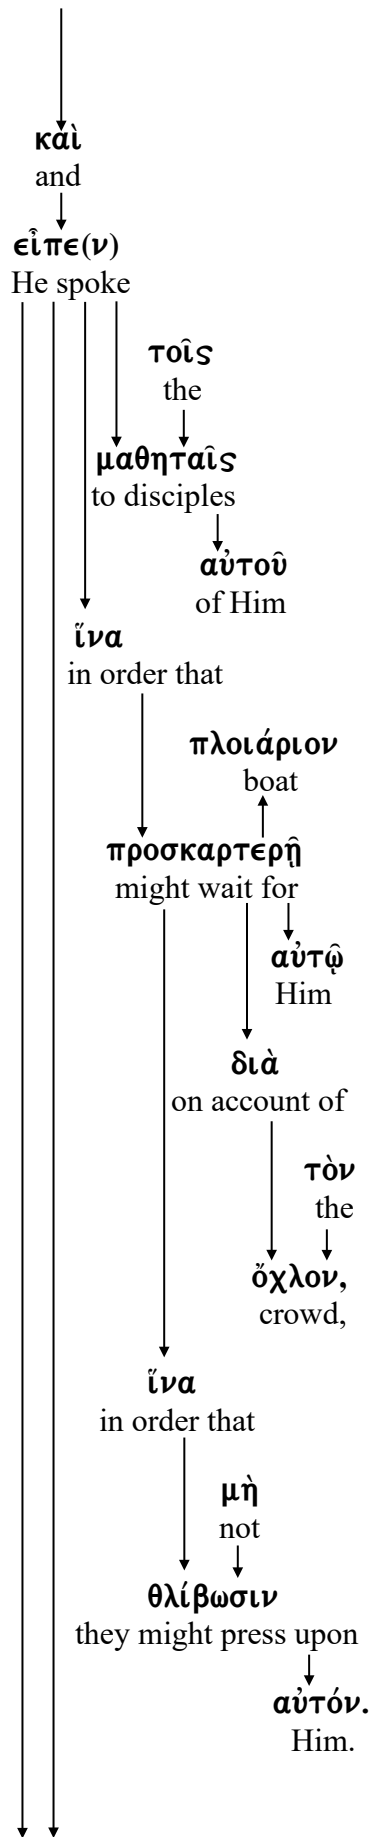 καὶ
and
εἶπε(ν)
He spoke
τοῖς
the
μαθηταῖς
to disciples
αὐτοῦ
of Him
ἵνα
in order that
πλοιάριον
boat
προσκαρτερῇ
might wait for
αὐτῷ
Him
διὰ
on account of
τὸν
the
ὄχλον,
crowd,
ἵνα
in order that
μὴ
not
θλίβωσιν
they might press upon
αὐτόν.
Him.